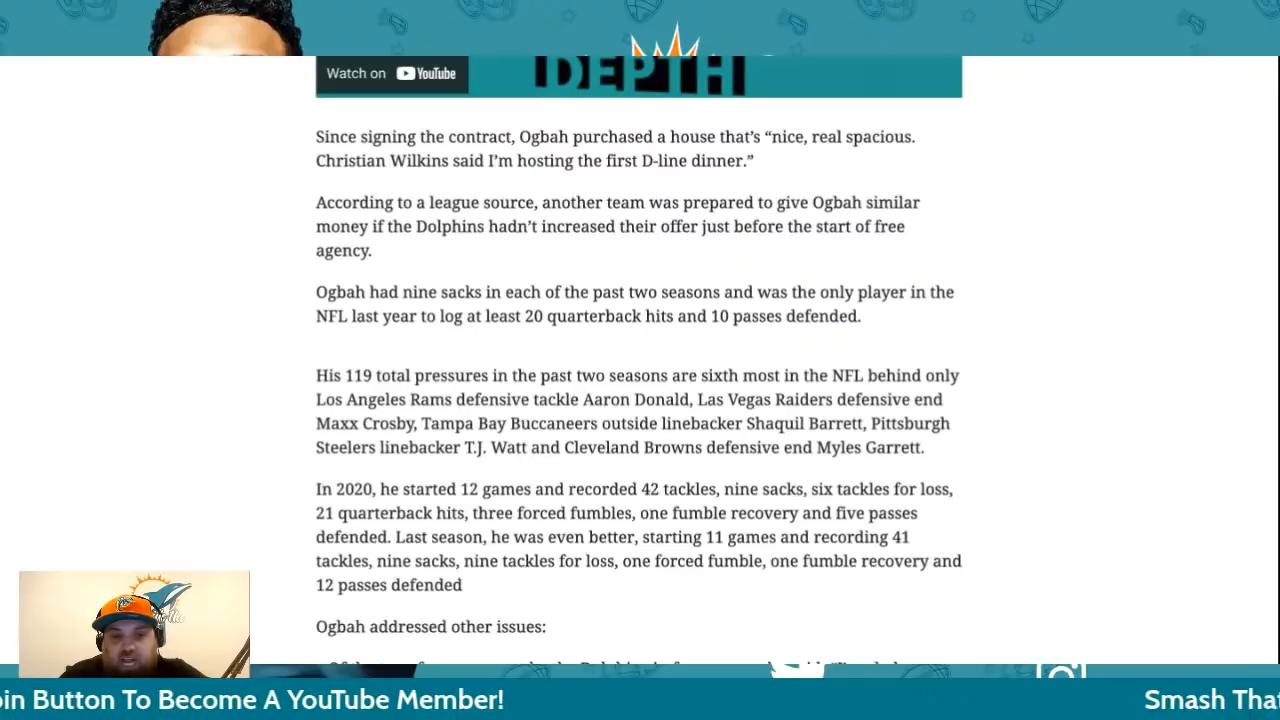 Watch on YouTube
DEPTH
Since signing the contract, Ogbah purchased a house that’s “nice, real spacious.
Christian Wilkins said I’m hosting the first D-line dinner.”
According to a league source, another team was prepared to give Ogbah similar
money if the Dolphins hadn’t increased their offer just before the start of free
agency.
Ogbah had nine sacks in each of the past two seasons and was the only player in the
NFL last year to log at least 20 quarterback hits and 10 passes defended.
His 119 total pressures in the past two seasons are sixth most in the NFL behind only
Los Angeles Rams defensive tackle Aaron Donald, Las Vegas Raiders defensive end
Maxx Crosby, Tampa Bay Buccaneers outside linebacker Shaquil Barrett, Pittsburgh
Steelers linebacker T.J. Watt and Cleveland Browns defensive end Myles Garrett.
In 2020, he started 12 games and recorded 42 tackles, nine sacks, six tackles for loss,
21 quarterback hits, three forced fumbles, one fumble recovery and five passes
defended. Last season, he was even better, starting 11 games and recording 41
tackles, nine sacks, nine tackles for loss, one forced fumble, one fumble recovery and
12 passes defended
Ogbah addressed other issues:
oin Button To Become A YouTube Member!
Smash That